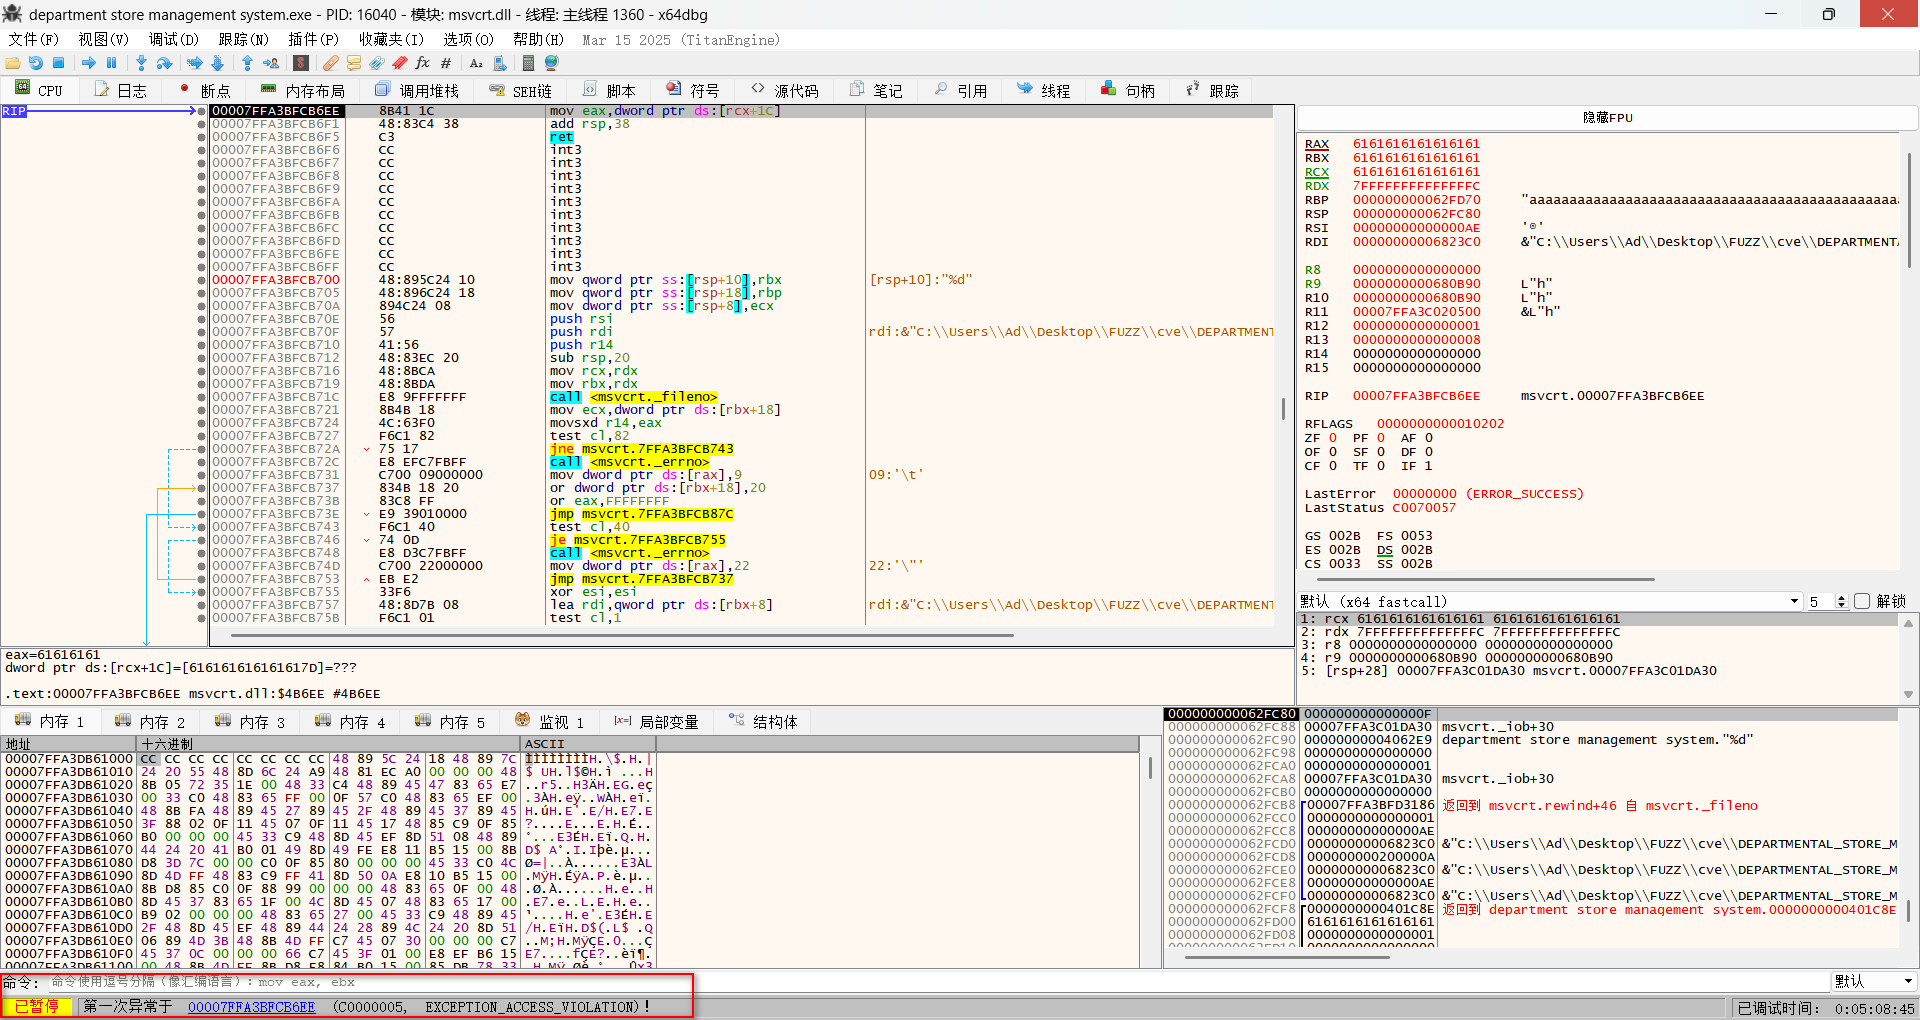 department store management system.exe - PID: 16040 - 模块: msvcrt.dll - 线程: 主线程 1360 - x64dbg
文件(F) 视图(V) 调试(D) 跟踪(N) 插件(P) 收藏夹(I) 选项(O) 帮助(H) Mar 15 2025 (TitanEngine)
CPU 日志 断点 内存布局 调用堆栈 SEH链 脚本 符号 源代码 笔记 引用 线程 句柄 跟踪
RIP
00007FFA3BFCB6EE 8B41 1C mov eax,dword ptr ds:[rcx+1C]
00007FFA3BFCB6F1 48:83C4 38 add rsp,38
00007FFA3BFCB6F5 C3 ret
00007FFA3BFCB6F6 CC int3
00007FFA3BFCB6F7 CC int3
00007FFA3BFCB6F8 CC int3
00007FFA3BFCB6F9 CC int3
00007FFA3BFCB6FA CC int3
00007FFA3BFCB6FB CC int3
00007FFA3BFCB6FC CC int3
00007FFA3BFCB6FD CC int3
00007FFA3BFCB6FE CC int3
00007FFA3BFCB6FF CC int3
00007FFA3BFCB700 48:895C24 10 mov qword ptr ss:[rsp+10],rbx [rsp+10]:"%d"
00007FFA3BFCB705 48:896C24 18 mov qword ptr ss:[rsp+18],rbp
00007FFA3BFCB70A 894C24 08 mov dword ptr ss:[rsp+8],ecx
00007FFA3BFCB70E 56 push rsi
00007FFA3BFCB70F 57 push rdi rdi:&"C:\\Users\\Ad\\Desktop\\FUZZ\\cve\\DEPARTMENT
00007FFA3BFCB710 41:56 push r14
00007FFA3BFCB712 48:83EC 20 sub rsp,20
00007FFA3BFCB716 48:8BCA mov rcx,rdx
00007FFA3BFCB719 48:8BDA mov rbx,rdx
00007FFA3BFCB71C E8 9FFFFFFF call <msvcrt._fileno>
00007FFA3BFCB721 8B4B 18 mov ecx,dword ptr ds:[rbx+18]
00007FFA3BFCB724 4C:63F0 movsxd r14,eax
00007FFA3BFCB727 F6C1 82 test cl,82
00007FFA3BFCB72A 75 17 jne msvcrt.7FFA3BFCB743
00007FFA3BFCB72C E8 EFC7FBFF call <msvcrt._errno>
00007FFA3BFCB731 C700 09000000 mov dword ptr ds:[rax],9 09:'\t'
00007FFA3BFCB737 834B 18 20 or dword ptr ds:[rbx+18],20
00007FFA3BFCB73B 83C8 FF or eax,FFFFFFFF
00007FFA3BFCB73E E9 39010000 jmp msvcrt.7FFA3BFCB87C
00007FFA3BFCB743 F6C1 40 test cl,40
00007FFA3BFCB746 74 0D je msvcrt.7FFA3BFCB755
00007FFA3BFCB748 E8 D3C7FBFF call <msvcrt._errno>
00007FFA3BFCB74D C700 22000000 mov dword ptr ds:[rax],22 22:'\"'
00007FFA3BFCB753 EB E2 jmp msvcrt.7FFA3BFCB737
00007FFA3BFCB755 33F6 xor esi,esi
00007FFA3BFCB757 48:8D7B 08 lea rdi,qword ptr ds:[rbx+8] rdi:&"C:\\Users\\Ad\\Desktop\\FUZZ\\cve\\DEPARTMENT
00007FFA3BFCB75B F6C1 01 test cl,1
隐藏FPU
RAX 6161616161616161
RBX 6161616161616161
RCX 6161616161616161
RDX 7FFFFFFFFFFFFFFC
RBP 000000000062FD70 "aaaaaaaaaaaaaaaaaaaaaaaaaaaaaaaaaaaaaaaaaaaaaa
RSP 000000000062FC80
RSI 00000000000000AE '®'
RDI 00000000006823C0 &"C:\\Users\\Ad\\Desktop\\FUZZ\\cve\\DEPARTMENTA
R8 0000000000000000
R9 0000000000680B90 L"h"
R10 0000000000680B90 L"h"
R11 00007FFA3C020500 &L"h"
R12 0000000000000001
R13 0000000000000008
R14 0000000000000000
R15 0000000000000000
RIP 00007FFA3BFCB6EE msvcrt.00007FFA3BFCB6EE
RFLAGS 0000000000010202
ZF 0 PF 0 AF 0
OF 0 SF 0 DF 0
CF 0 TF 0 IF 1
LastError 00000000 (ERROR_SUCCESS)
LastStatus C0070057
GS 002B FS 0053
ES 002B DS 002B
CS 0033 SS 002B
默认 (x64 fastcall) 5 解锁
1: rcx 6161616161616161 6161616161616161
2: rdx 7FFFFFFFFFFFFFFC 7FFFFFFFFFFFFFFC
3: r8 0000000000000000 0000000000000000
4: r9 0000000000680B90 0000000000680B90
5: [rsp+28] 00007FFA3C01DA30 msvcrt.00007FFA3C01DA30
eax=61616161
dword ptr ds:[rcx+1C]=[616161616161617D]=???
.text:00007FFA3BFCB6EE msvcrt.dll:$4B6EE #4B6EE
内存 1 内存 2 内存 3 内存 4 内存 5 监视 1 局部变量 结构体
地址 十六进制 ASCII
00007FFA3DB61000 CC CC CC CC CC CC CC CC 48 89 5C 24 18 48 89 7C ÌÌÌÌÌÌÌÌH.\$.H.|
00007FFA3DB61010 24 20 55 48 8D 6C 24 A9 48 81 EC A0 00 00 00 48 $ UH.l$©H.ì ...H
00007FFA3DB61020 8B 05 72 35 1E 00 48 33 C4 48 89 45 47 83 65 E7 ..r5..H3ÄH.EG.eç
00007FFA3DB61030 00 33 C0 48 83 65 FF 00 0F 57 C0 48 83 65 EF 00 .3ÀH.eÿ..WÀH.eï.
00007FFA3DB61040 48 8B FA 48 89 45 27 89 45 2F 48 89 45 37 89 45 H.úH.E'.E/H.E7.E
00007FFA3DB61050 3F 88 02 0F 11 45 07 0F 11 45 17 48 85 C9 0F 85 ?....E...E.H.É..
00007FFA3DB61060 B0 00 00 00 45 33 C9 48 8D 45 EF 8D 51 08 48 89 °...E3ÉH.Eï.Q.H.
00007FFA3DB61070 44 24 20 41 B0 01 49 8D 49 FE E8 11 B5 15 00 8B D$ A°.I.Iþè.µ...
00007FFA3DB61080 D8 3D 7C 00 00 C0 0F 85 80 00 00 00 45 33 C0 4C Ø=|..À......E3ÀL
00007FFA3DB61090 8D 4D FF 48 83 C9 FF 41 8D 50 0A E8 10 B5 15 00 .MÿH.ÉÿA.P.è.µ..
00007FFA3DB610A0 8B D8 85 C0 0F 88 99 00 00 00 48 83 65 0F 00 48 .Ø.À......H.e..H
00007FFA3DB610B0 8D 45 37 83 65 1F 00 4C 8D 45 07 48 83 65 17 00 .E7.e..L.E.H.e..
00007FFA3DB610C0 B9 02 00 00 00 48 83 65 27 00 45 33 C9 48 89 45 ¹....H.e'.E3ÉH.E
00007FFA3DB610D0 2F 48 8D 45 EF 48 89 44 24 28 89 4C 24 20 8D 51 /H.EïH.D$(.L$ .Q
00007FFA3DB610E0 06 89 4D 3B 48 8B 4D FF C7 45 07 30 00 00 00 C7 ..M;H.MÿÇE.0...Ç
00007FFA3DB610F0 45 37 0C 00 00 00 66 C7 45 3F 01 00 E8 EF B6 15 E7....fÇE?..èï¶.
000000000062FC80 000000000000000F
000000000062FC88 00007FFA3C01DA30 msvcrt._iob+30
000000000062FC90 00000000004062E9 department store management system."%d"
000000000062FC98 0000000000000000
000000000062FCA0 0000000000000001
000000000062FCA8 00007FFA3C01DA30 msvcrt._iob+30
000000000062FCB0 0000000000000000
000000000062FCB8 00007FFA3BFD3186 返回到 msvcrt.rewind+46 自 msvcrt._fileno
000000000062FCC0 0000000000000001
000000000062FCC8 00000000000000AE
000000000062FCD0 00000000006823C0 &"C:\\Users\\Ad\\Desktop\\FUZZ\\cve\\DEPARTMENTAL_STORE_M
000000000062FCD8 000000000200000A
000000000062FCE0 00000000006823C0 &"C:\\Users\\Ad\\Desktop\\FUZZ\\cve\\DEPARTMENTAL_STORE_M
000000000062FCE8 00000000000000AE
000000000062FCF0 00000000006823C0 &"C:\\Users\\Ad\\Desktop\\FUZZ\\cve\\DEPARTMENTAL_STORE_M
000000000062FCF8 0000000000401C8E 返回到 department store management system.0000000000401C8E
000000000062FD00 6161616161616161
000000000062FD08 0000000000000001
命令: 命令使用逗号分隔（像汇编语言）: mov eax, ebx 默认
已暂停 第一次异常于 00007FFA3BFCB6EE (C0000005, EXCEPTION_ACCESS_VIOLATION)! 已调试时间: 0:05:08:45